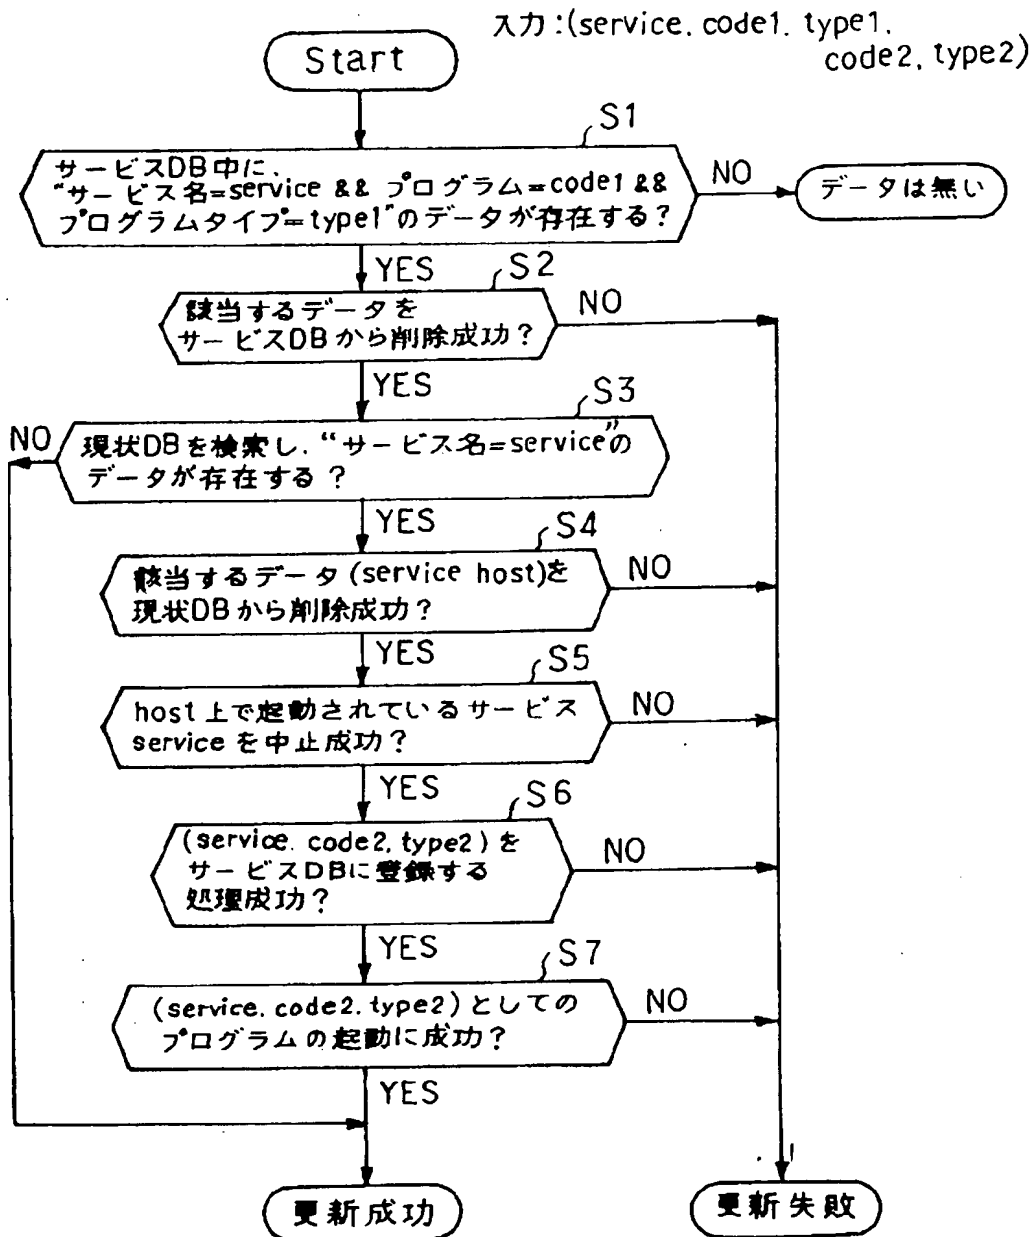 入力:(service. code1. type1.
code2, type2)
Start
S1
サービスDB中に、
"サービス名=service && プログラム=code1 &&
プログラムタイプ=type1"のデータが存在する?
NO
データは無い
YES
S2
該当するデータを
サービスDBから削除成功?
NO
YES
S3
NO
現状DBを検索し、"サービス名=service"の
データが存在する?
YES
S4
該当するデータ(service host)を
現状DBから削除成功?
NO
YES
S5
host上で起動されているサービス
serviceを中止成功?
NO
YES
S6
(service. code2, type2)を
サービスDBに登録する
処理成功?
NO
YES
S7
(service. code2. type2)としての
プログラムの起動に成功?
NO
YES
更新成功
更新失敗